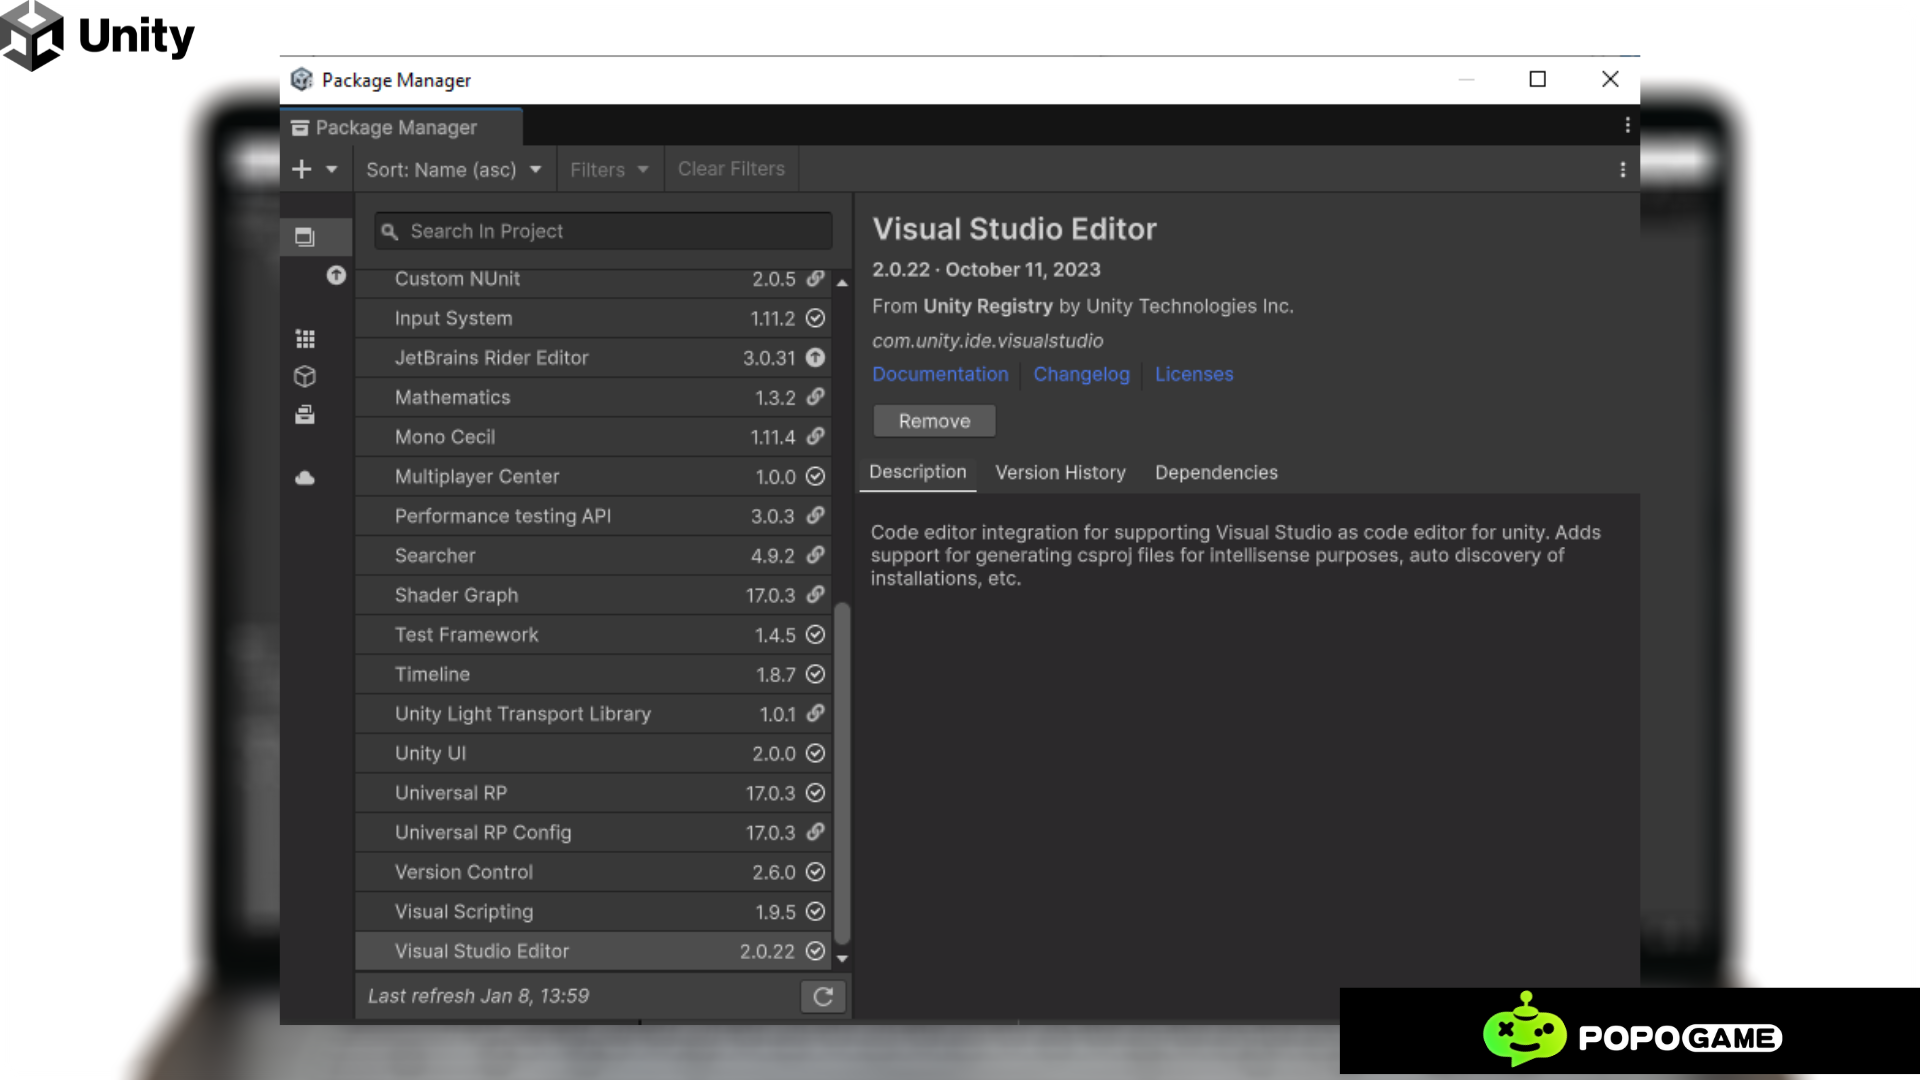 Unity
Package Manager
Package Manager
Sort: Name (asc)
Filters
Clear Filters
Search In Project
Custom NUnit 2.0.5
Input System 1.11.2
JetBrains Rider Editor 3.0.31
Mathematics 1.3.2
Mono Cecil 1.11.4
Multiplayer Center 1.0.0
Performance testing API 3.0.3
Searcher 4.9.2
Shader Graph 17.0.3
Test Framework 1.4.5
Timeline 1.8.7
Unity Light Transport Library 1.0.1
Unity UI 2.0.0
Universal RP 17.0.3
Universal RP Config 17.0.3
Version Control 2.6.0
Visual Scripting 1.9.5
Visual Studio Editor 2.0.22
Last refresh Jan 8, 13:59
Visual Studio Editor
2.0.22 · October 11, 2023
From Unity Registry by Unity Technologies Inc.
com.unity.ide.visualstudio
Documentation Changelog Licenses
Remove
Description Version History Dependencies
Code editor integration for supporting Visual Studio as code editor for unity. Adds
support for generating csproj files for intellisense purposes, auto discovery of
installations, etc.
POPOGAME